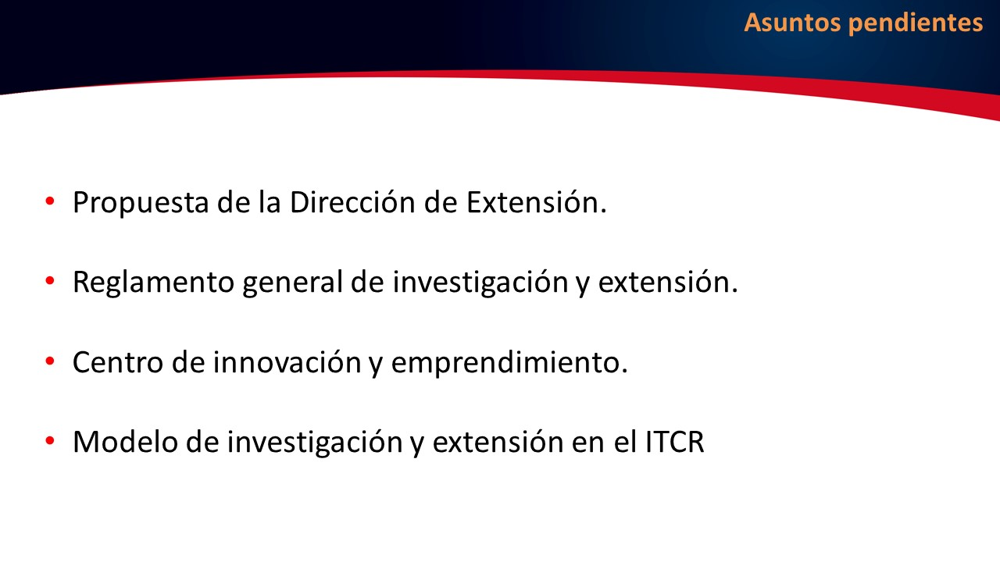 Asuntos pendientes
• Propuesta de la Dirección de Extensión.
• Reglamento general de investigación y extensión.
• Centro de innovación y emprendimiento.
• Modelo de investigación y extensión en el ITCR